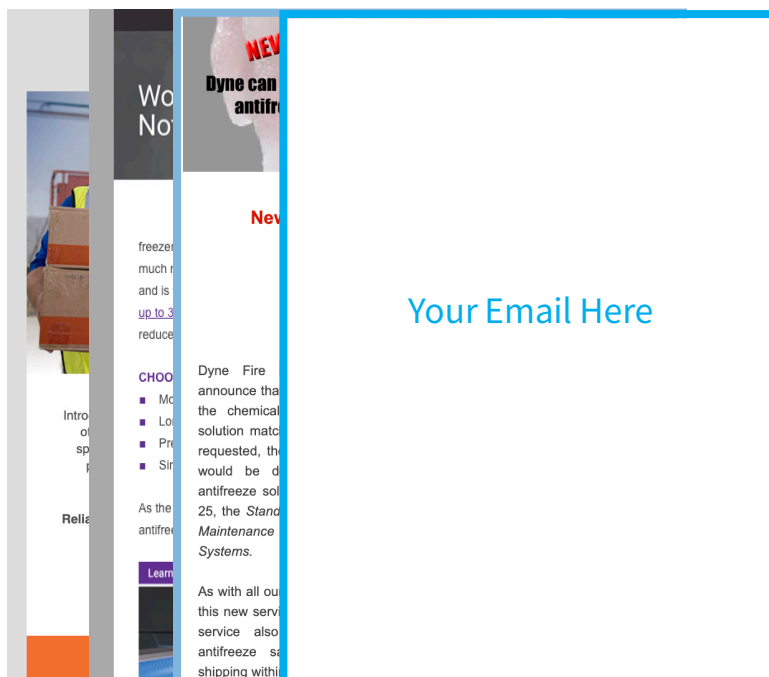 Intro
of
sp
Relia
Wo
No
freezer
much
and is
up to 3
reduce
CHOO
Mo
Lo
Pre
Sin
As the
antifree
Learn
NEW
Dyne can
antifre
New
Dyne Fire
announce tha
the chemical
solution matc
requested, the
would be d
antifreeze sol
25, the Stand
Maintenance
Systems.
As with all ou
this new servi
service also
antifreeze sa
shipping withi
Your Email Here